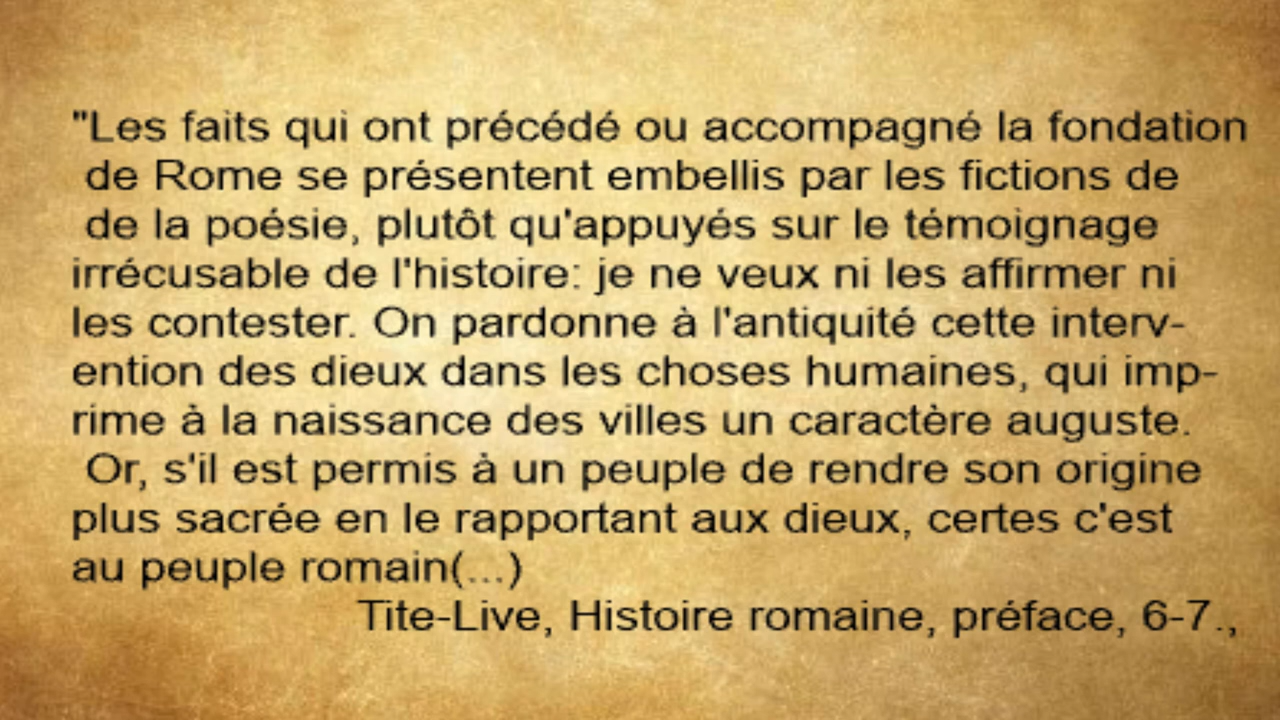 "Les faits qui ont précédé ou accompagné la fondation
de Rome se présentent embellis par les fictions de
de la poésie, plutôt qu'appuyés sur le témoignage
irrécusable de l'histoire: je ne veux ni les affirmer ni
les contester. On pardonne à l'antiquité cette interv-
ention des dieux dans les choses humaines, qui imp-
rime à la naissance des villes un caractère auguste.
Or, s'il est permis à un peuple de rendre son origine
plus sacrée en le rapportant aux dieux, certes c'est
au peuple romain(...)
Tite-Live, Histoire romaine, préface, 6-7.,